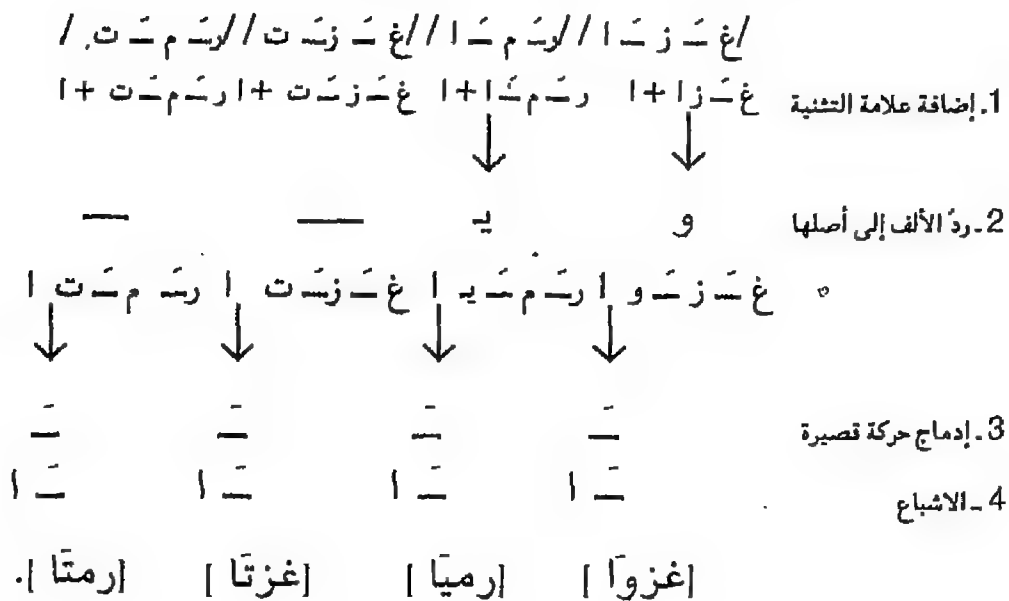 /غ ـَ ز ـَ ا //ر ـَ م ـَ ا //غ ـَ ز ـَ ت //ر ـَ م ـَ ت /
1. إضافة علامة التثنية غ ـَ ز ا + ا ر ـَ م ـَ ا + ا غ ـَ ز ـَ ت + ا ر ـَ م ـَ ت + ا
2 ـ ردّ الألف إلى أصلها و يـ — —
غ ـَ ز ـَ و ا ر ـَ م ـَ يـ ا غ ـَ ز ـَ ت ا ر ـَ م ـَ ت ا
3 ـ إدماج حركة قصيرة ـَ ـَ ـَ ـَ
4 ـ الاشباع ـَ ا ـَ ا ـَ ا ـَ ا
[غزوَا] [رميَا] [غزتَا] [رمتَا].